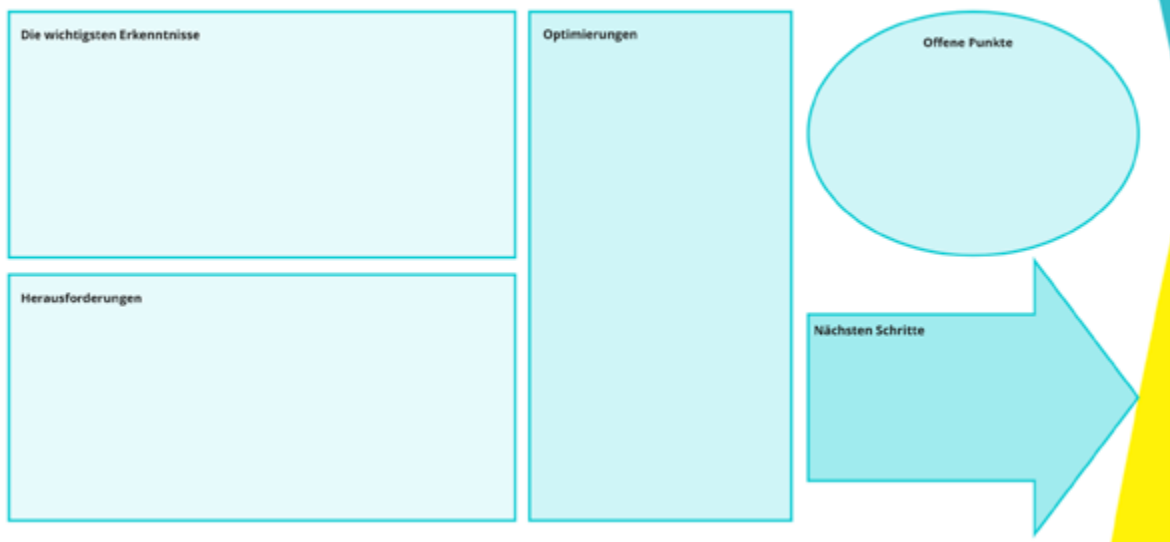 Die wichtigsten Erkenntnisse
Herausforderungen
Optimierungen
Offene Punkte
Nächsten Schritte